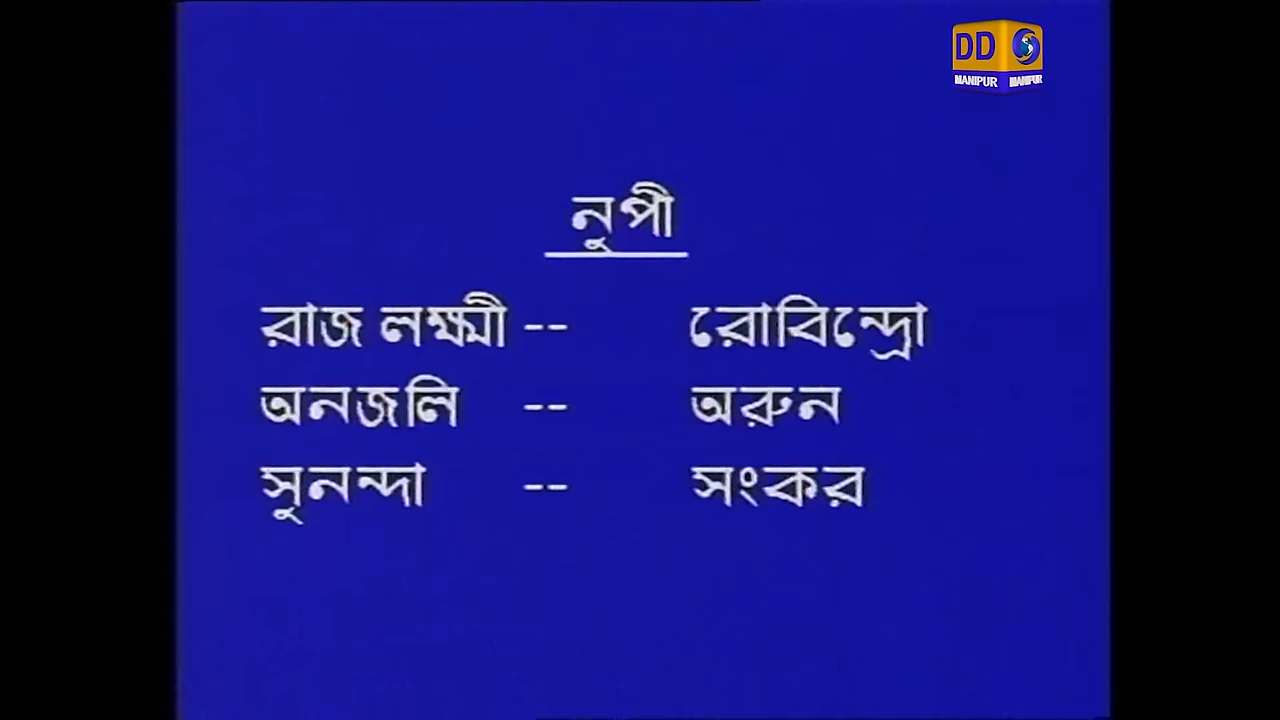 DD
MANIPUR MANIPUR
নুপী
রাজ লক্ষ্মী -- রোবিন্দ্রো
অনজলি -- অরুন
সুনন্দা -- সংকর